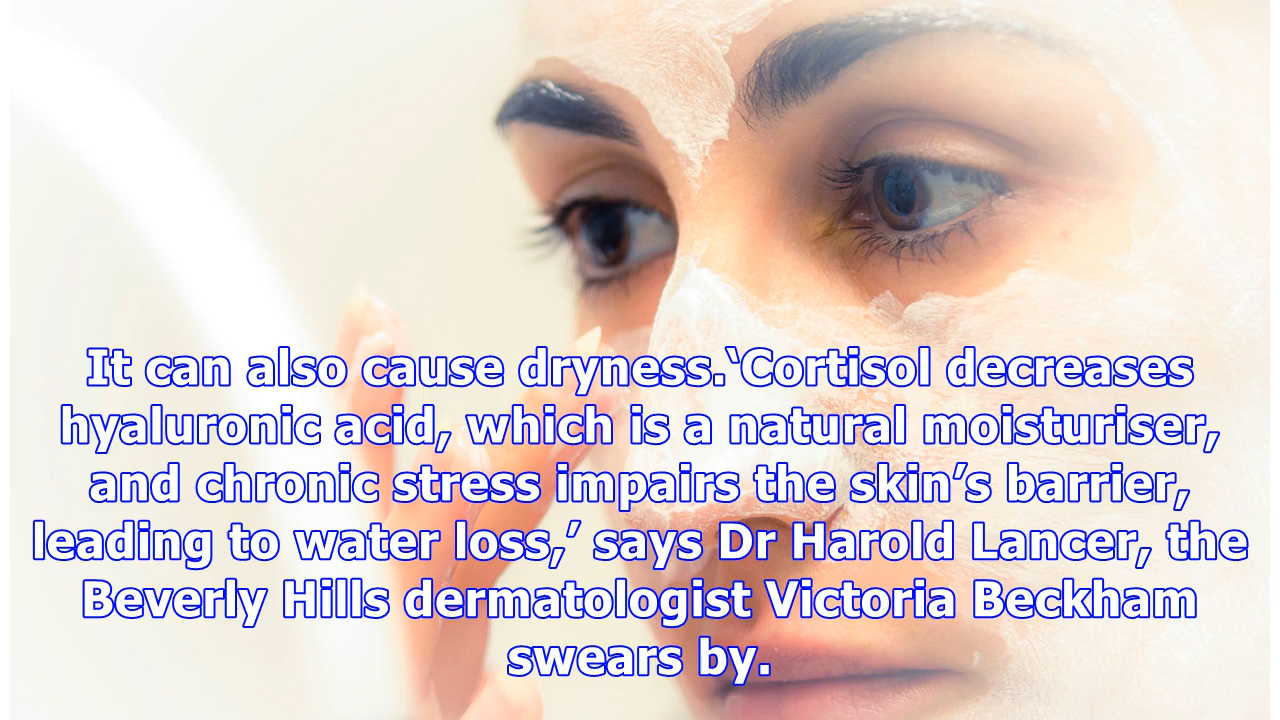 It can also cause dryness.‘Cortisol decreases
hyaluronic acid, which is a natural moisturiser,
and chronic stress impairs the skin’s barrier,
leading to water loss,’ says Dr Harold Lancer, the
Beverly Hills dermatologist Victoria Beckham
swears by.